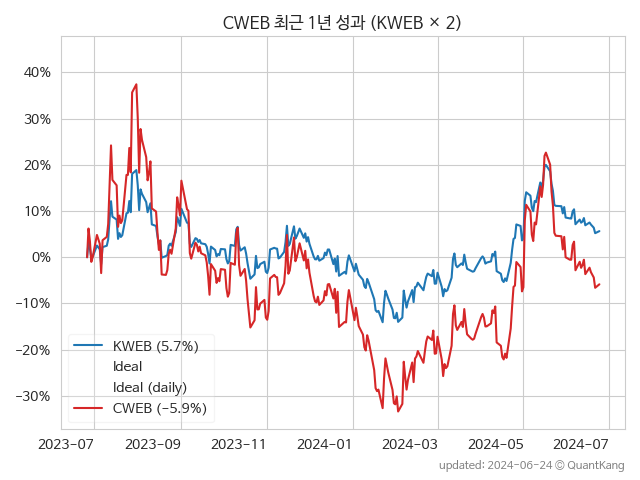 CWEB 최근 1년 성과 (KWEB × 2)
40%
30%
20%
10%
0%
−10%
−20%
−30%
KWEB (5.7%)
Ideal
Ideal (daily)
CWEB (−5.9%)
2023-07 2023-09 2023-11 2024-01 2024-03 2024-05 2024-07
updated: 2024-06-24 © QuantKang